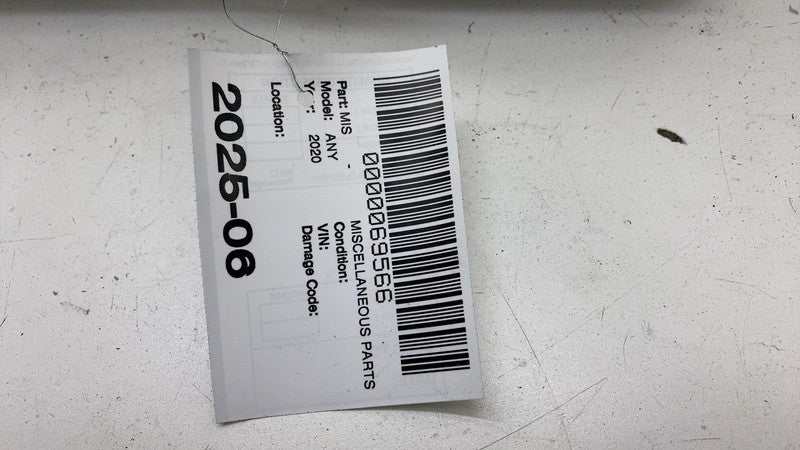 0000069566
Part: MIS - MISCELLANEOUS PARTS
Model: ANY Condition:
Year: 2020 VIN:
Damage Code:
Location:
2025-06